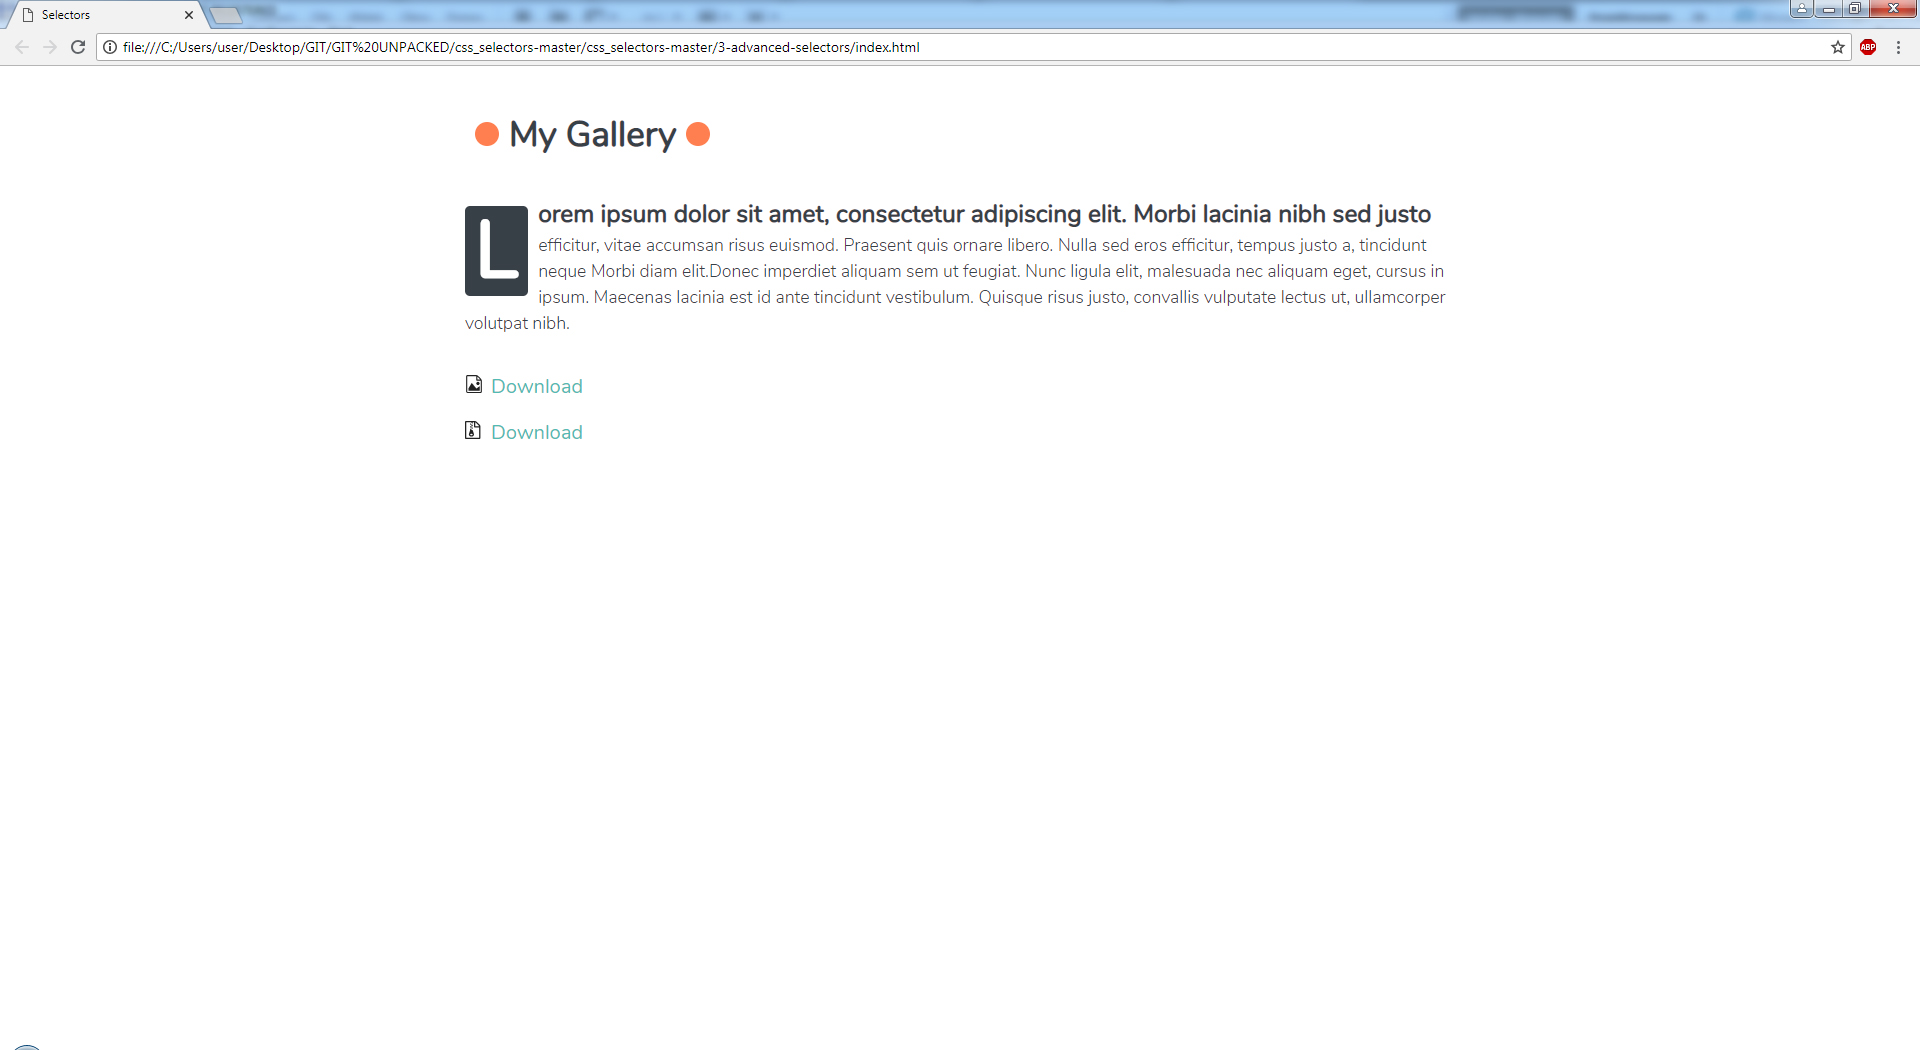 Selectors
file:///C:/Users/user/Desktop/GIT/GIT%20UNPACKED/css_selectors-master/css_selectors-master/3-advanced-selectors/index.html
ABP
My Gallery
Lorem ipsum dolor sit amet, consectetur adipiscing elit. Morbi lacinia nibh sed justo
efficitur, vitae accumsan risus euismod. Praesent quis ornare libero. Nulla sed eros efficitur, tempus justo a, tincidunt
neque Morbi diam elit.Donec imperdiet aliquam sem ut feugiat. Nunc ligula elit, malesuada nec aliquam eget, cursus in
ipsum. Maecenas lacinia est id ante tincidunt vestibulum. Quisque risus justo, convallis vulputate lectus ut, ullamcorper
volutpat nibh.
Download
Download